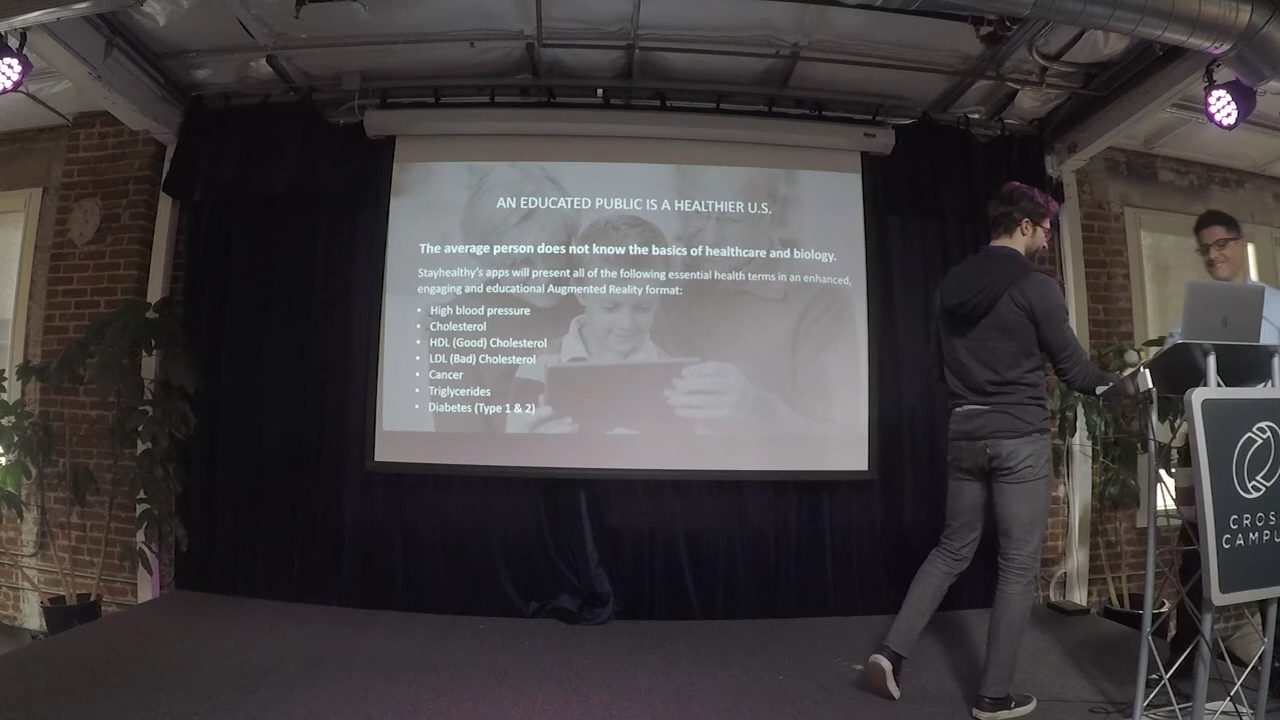 AN EDUCATED PUBLIC IS A HEALTHIER U.S.
The average person does not know the basics of healthcare and biology.
Stayhealthy's apps will present all of the following essential health terms in an enhanced,
engaging and educational Augmented Reality format:
• High blood pressure
• Cholesterol
• HDL (Good) Cholesterol
• LDL (Bad) Cholesterol
• Cancer
• Triglycerides
• Diabetes (Type 1 & 2)
CROS
CAMPU